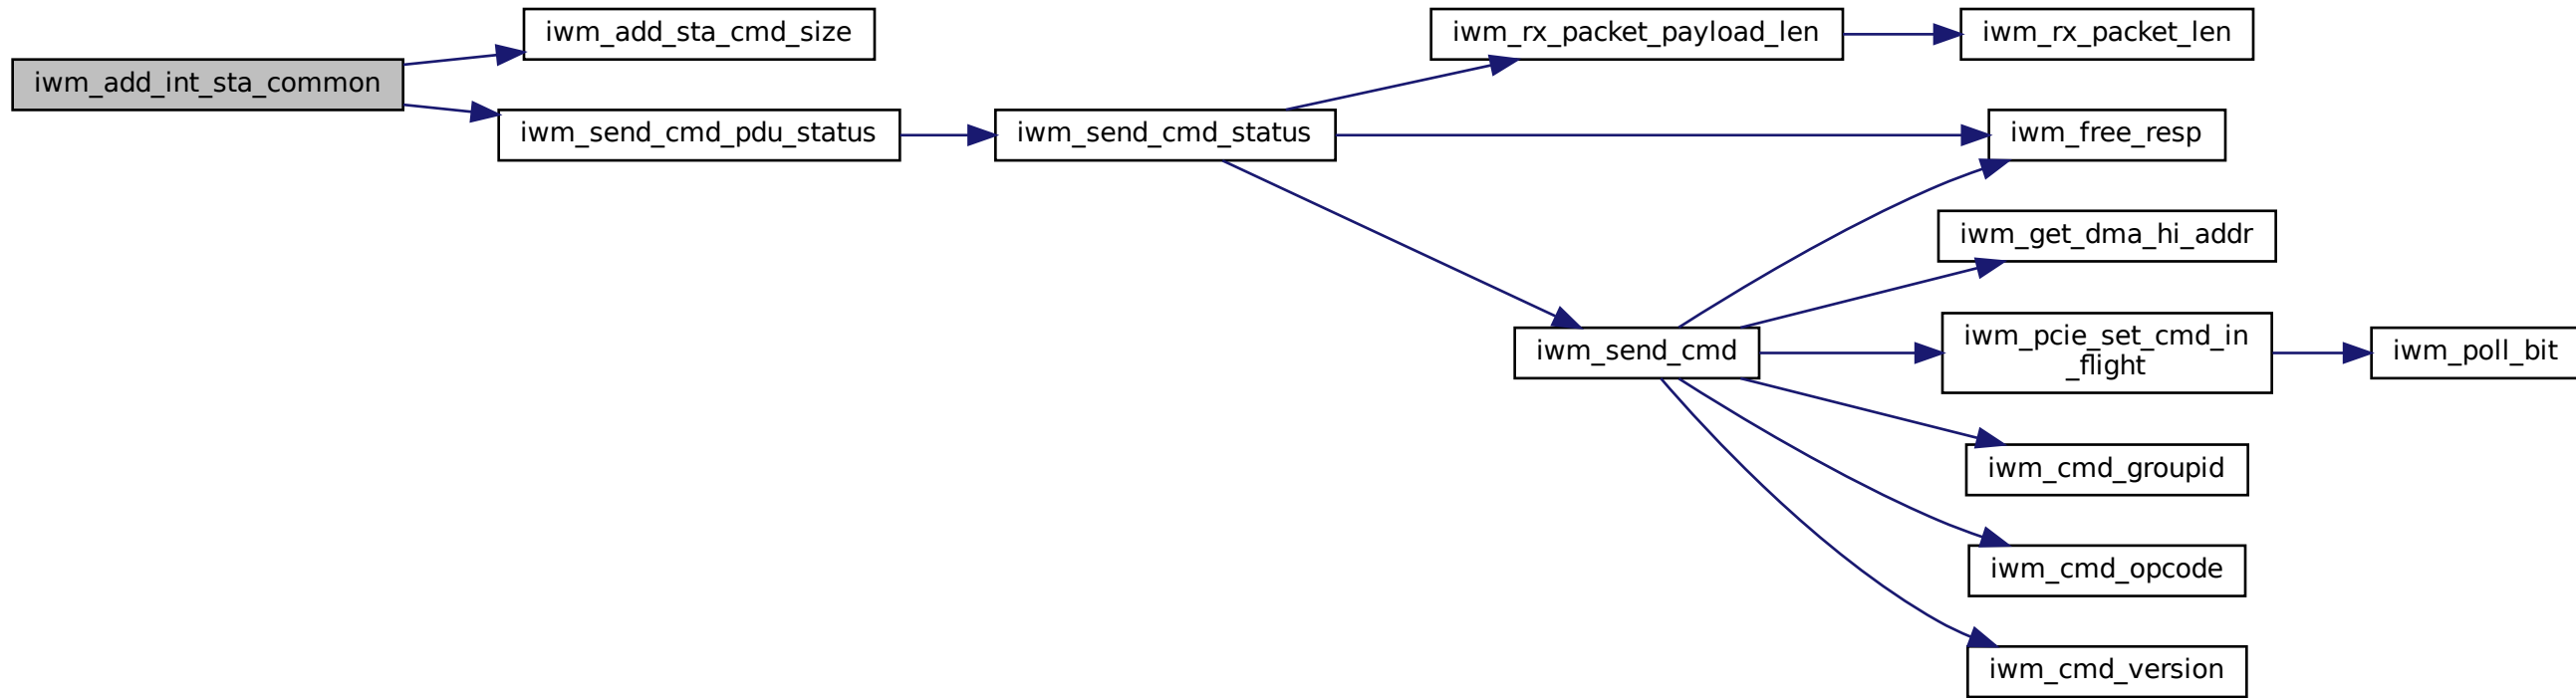 iwm_add_int_sta_common
iwm_add_sta_cmd_size
iwm_send_cmd_pdu_status
iwm_send_cmd_status
iwm_rx_packet_payload_len
iwm_rx_packet_len
iwm_free_resp
iwm_send_cmd
iwm_get_dma_hi_addr
iwm_pcie_set_cmd_in
_flight
iwm_poll_bit
iwm_cmd_groupid
iwm_cmd_opcode
iwm_cmd_version